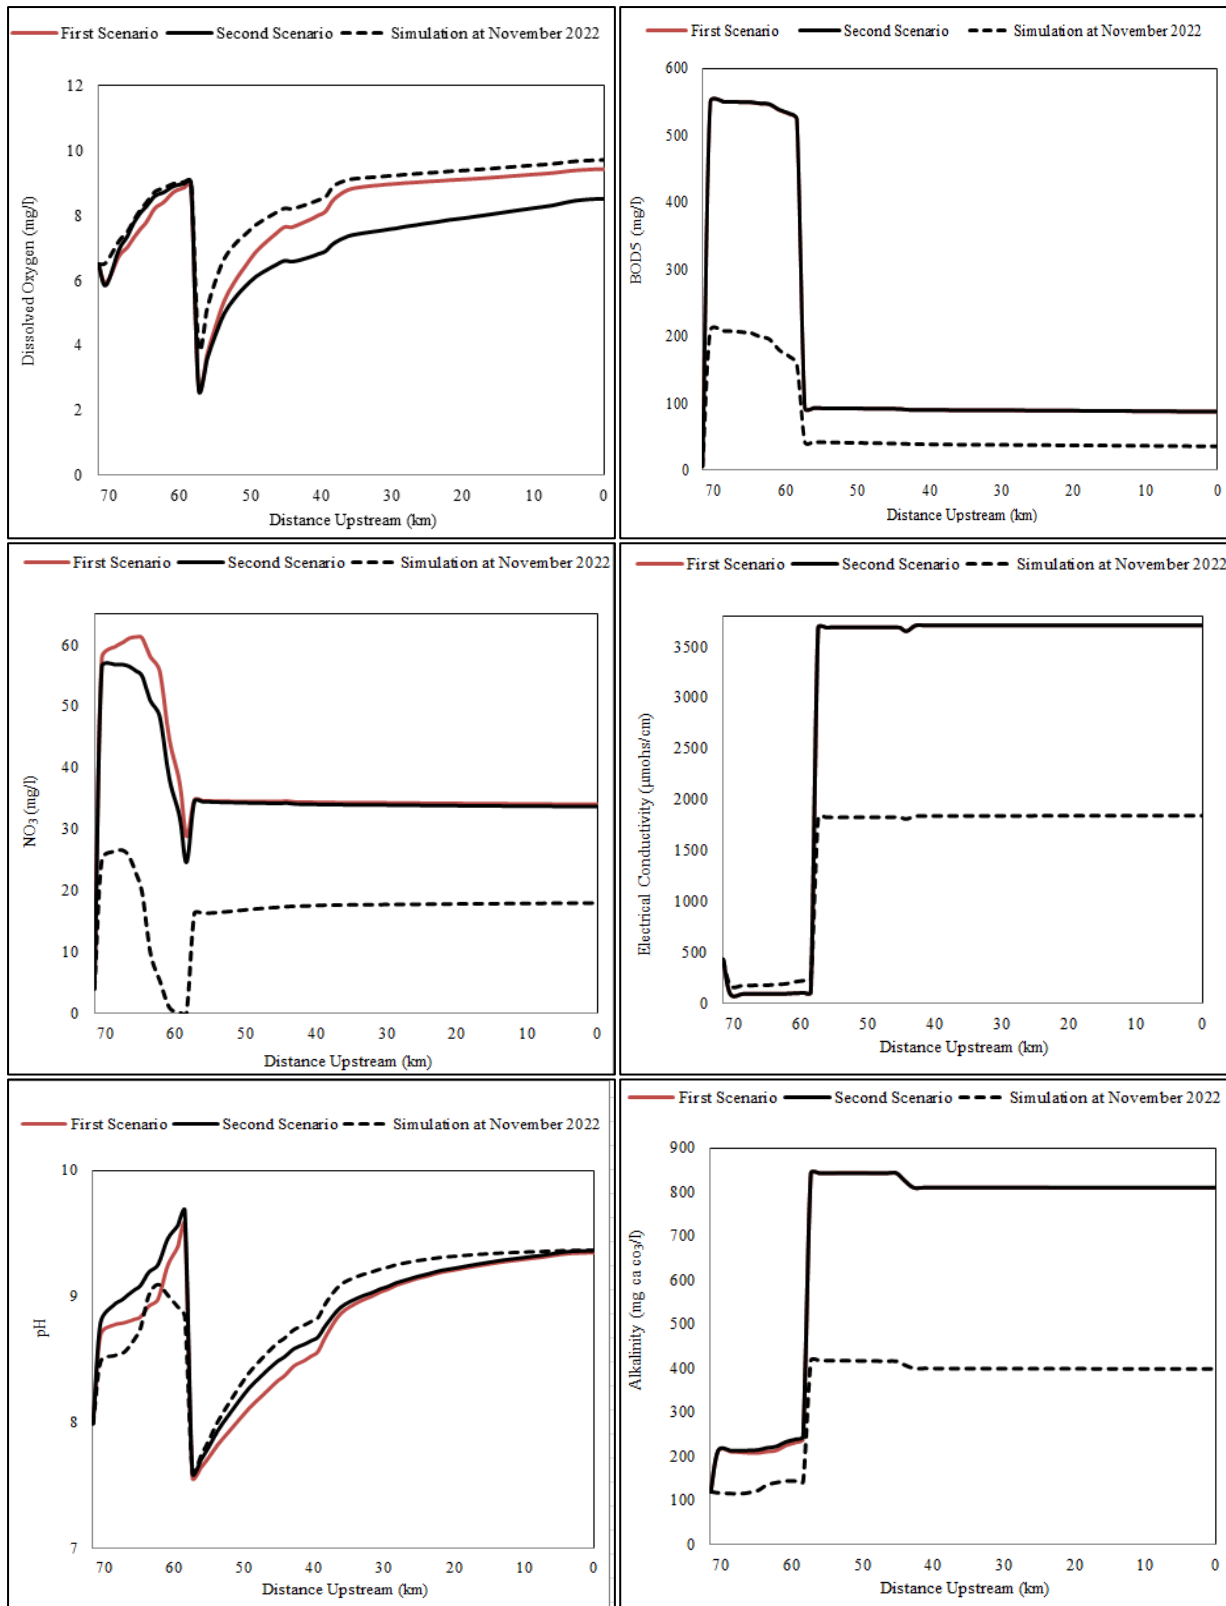 First Scenario Second Scenario Simulation at November 2022
12
10
8
6
4
2
0
Dissolved Oxygen (mg/l)
70 60 50 40 30 20 10 0
Distance Upstream (km)
First Scenario Second Scenario Simulation at November 2022
600
500
400
300
200
100
0
BOD5 (mg/l)
70 60 50 40 30 20 10 0
Distance Upstream (km)
First Scenario Second Scenario Simulation at November 2022
60
50
40
30
20
10
0
NO3 (mg/l)
70 60 50 40 30 20 10 0
Distance Upstream (km)
First Scenario Second Scenario Simulation at November 2022
3500
3000
2500
2000
1500
1000
500
0
Electrical Conductivity (µmohs/cm)
70 60 50 40 30 20 10 0
Distance Upstream (km)
First Scenario Second Scenario Simulation at November 2022
10
9
8
7
pH
70 60 50 40 30 20 10 0
Distance Upstream (km)
First Scenario Second Scenario Simulation at November 2022
900
800
700
600
500
400
300
200
100
0
Alkalinity (mg ca co3/l)
70 60 50 40 30 20 10 0
Distance Upstream (km)